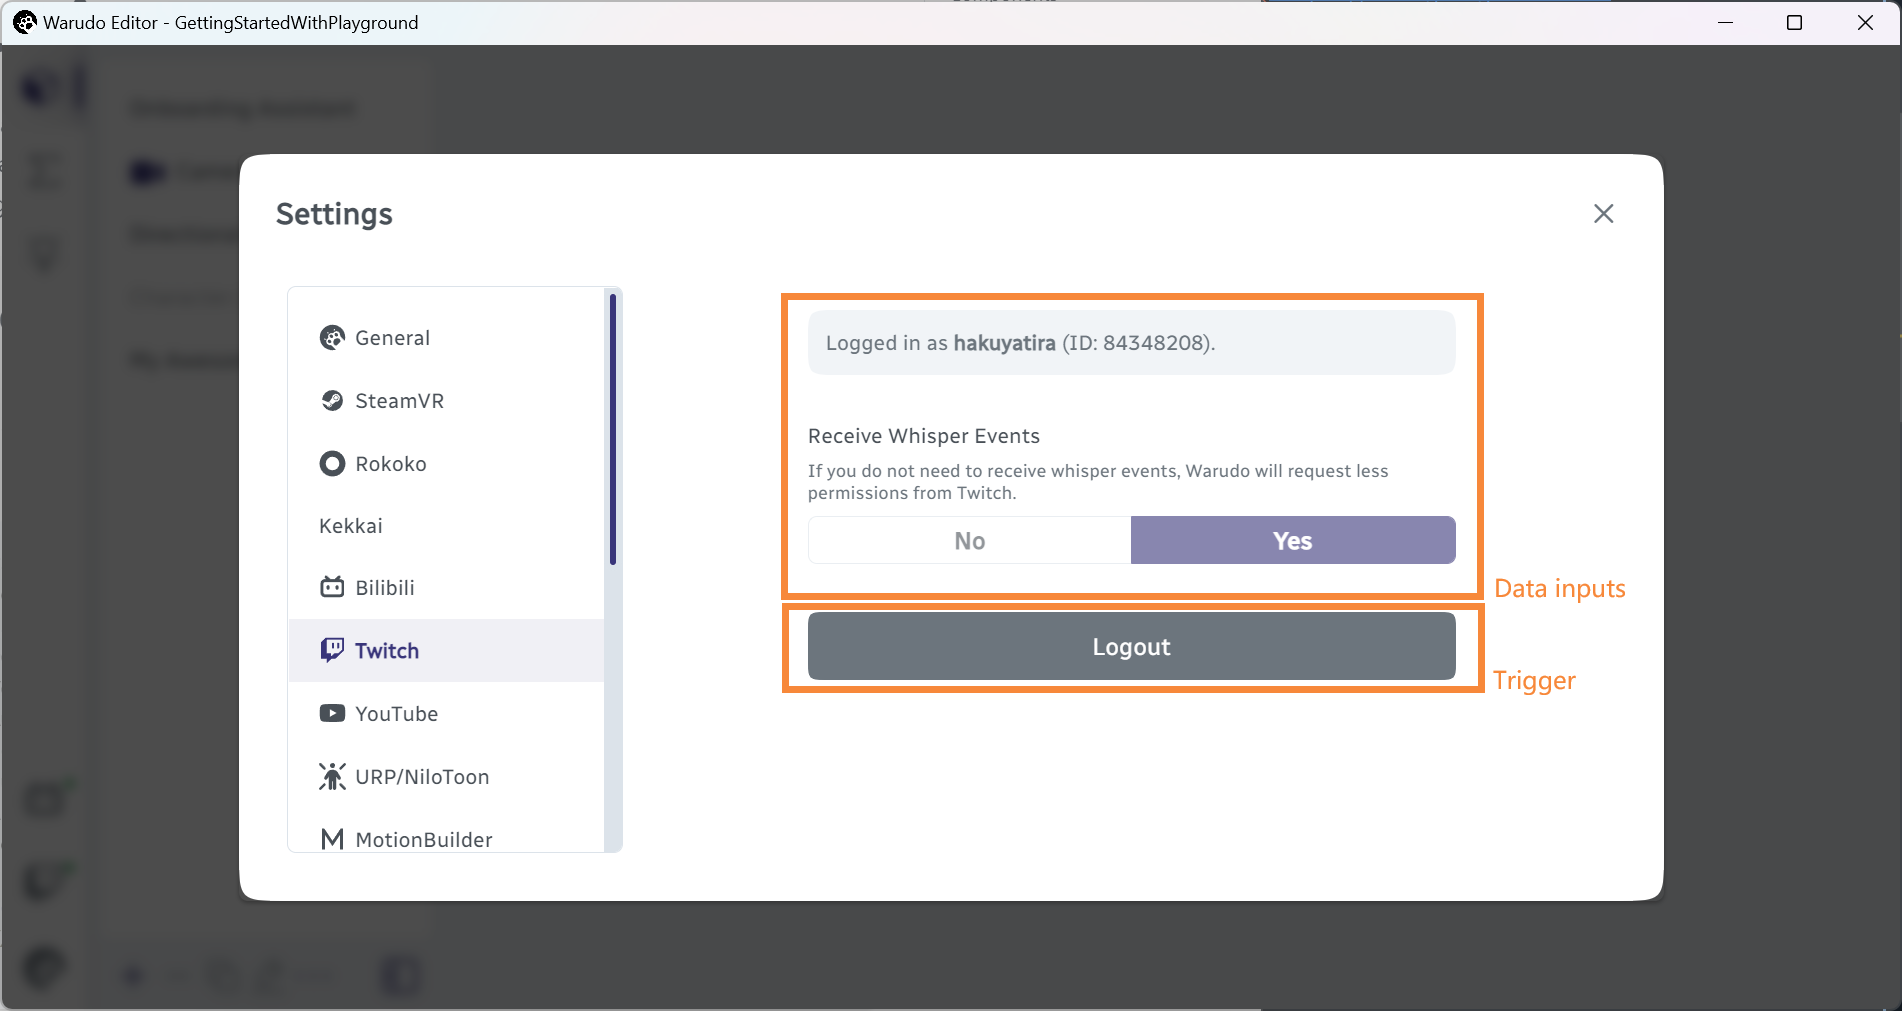 Warudo Editor - GettingStartedWithPlayground
Settings
General
SteamVR
Rokoko
Kekkai
Bilibili
Twitch
YouTube
URP/NiloToon
MotionBuilder
Logged in as hakuyatira (ID: 84348208).
Receive Whisper Events
If you do not need to receive whisper events, Warudo will request less
permissions from Twitch.
No
Yes
Data inputs
Logout
Trigger